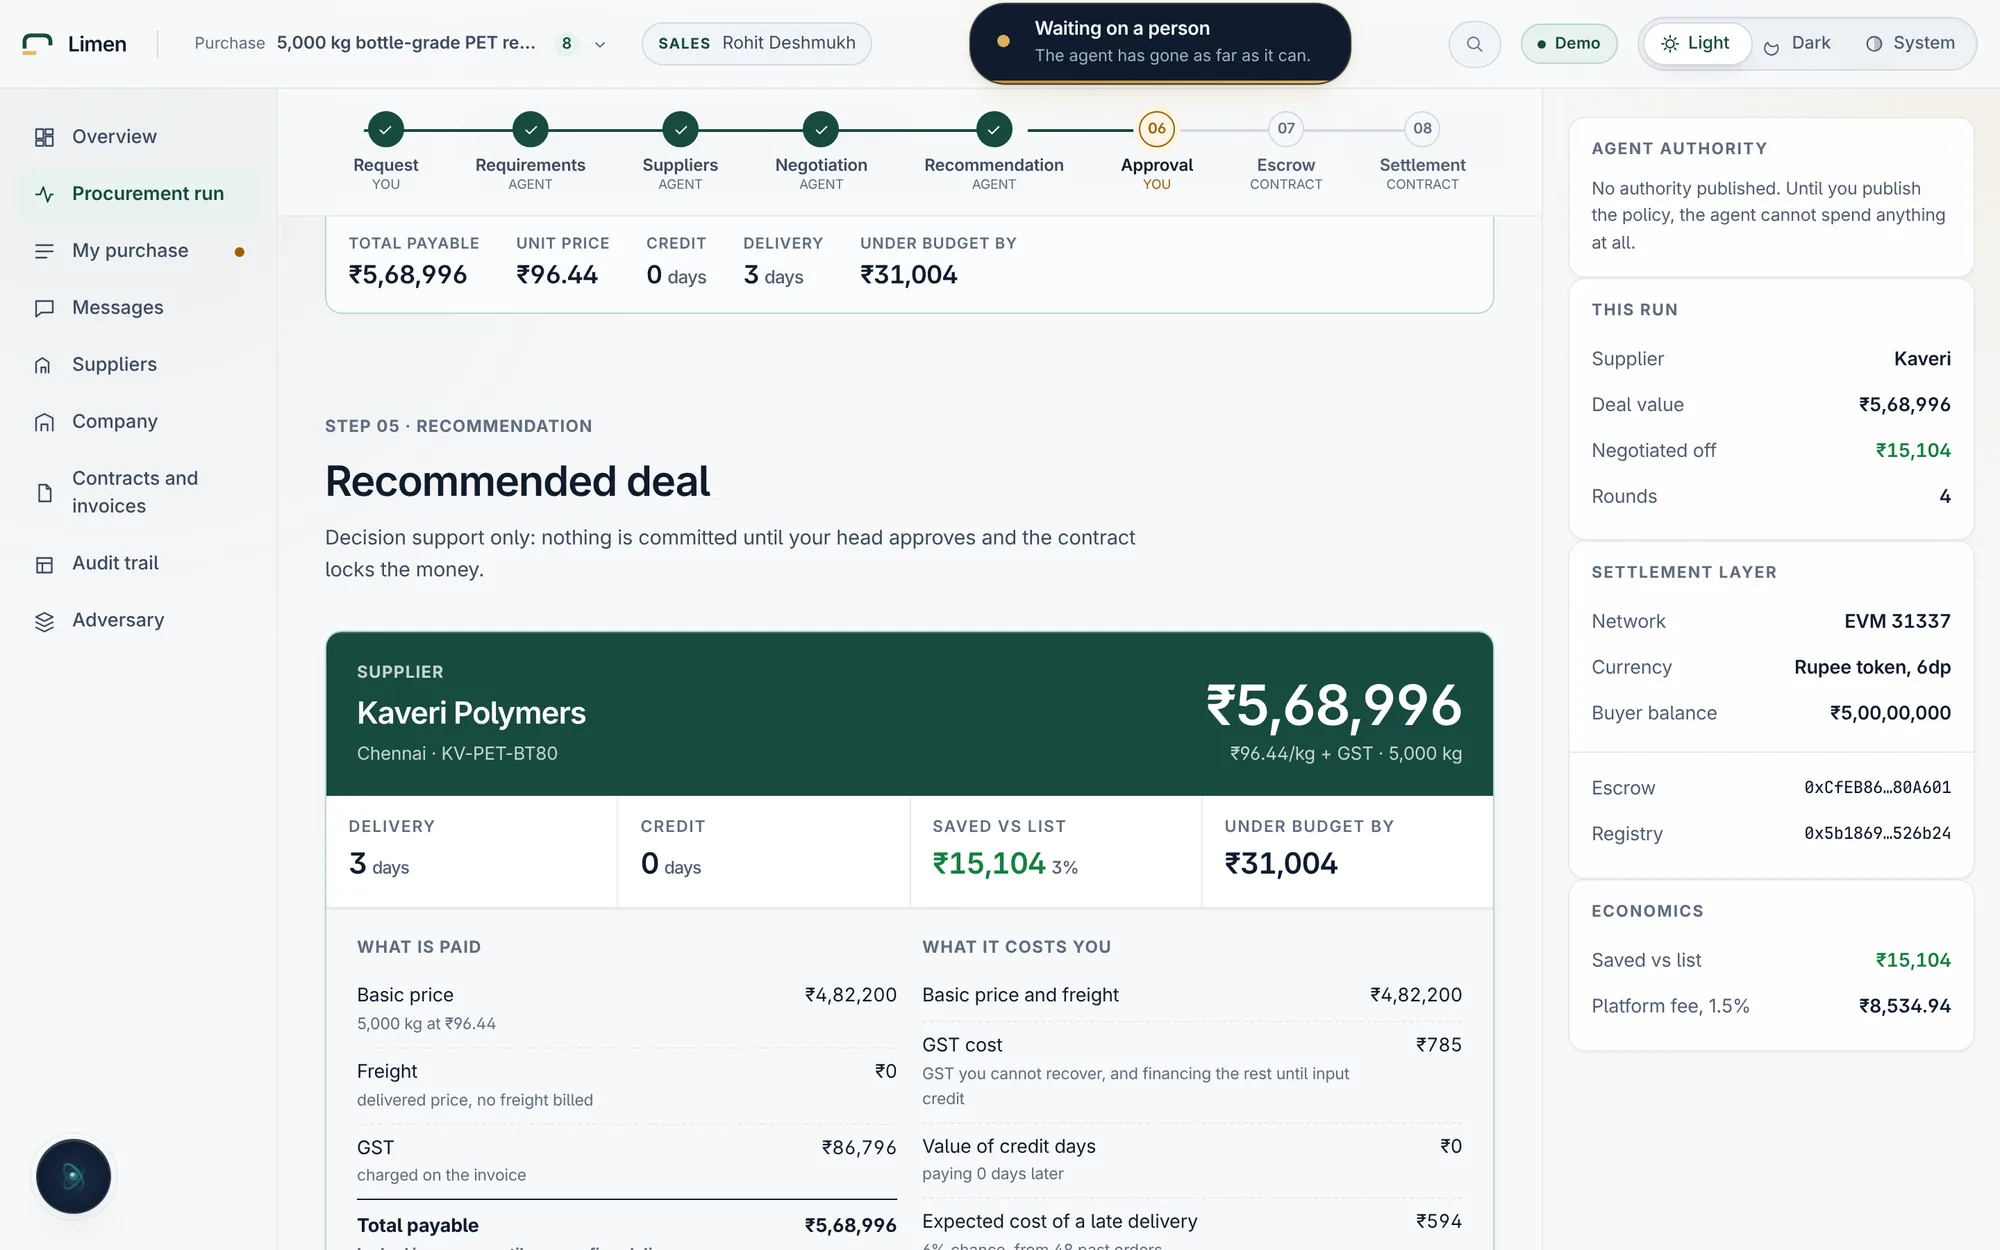 Limen
Purchase 5,000 kg bottle-grade PET re... 8
SALES Rohit Deshmukh
Waiting on a person
The agent has gone as far as it can.
Demo
Light
Dark
System
Overview
Procurement run
My purchase
Messages
Suppliers
Company
Contracts and
invoices
Audit trail
Adversary
Request
YOU
Requirements
AGENT
Suppliers
AGENT
Negotiation
AGENT
Recommendation
AGENT
06
Approval
YOU
07
Escrow
CONTRACT
08
Settlement
CONTRACT
TOTAL PAYABLE
₹5,68,996
UNIT PRICE
₹96.44
CREDIT
0 days
DELIVERY
3 days
UNDER BUDGET BY
₹31,004
STEP 05 · RECOMMENDATION
Recommended deal
Decision support only: nothing is committed until your head approves and the contract
locks the money.
SUPPLIER
Kaveri Polymers
Chennai · KV-PET-BT80
₹5,68,996
₹96.44/kg + GST · 5,000 kg
DELIVERY
3 days
CREDIT
0 days
SAVED VS LIST
₹15,104 3%
UNDER BUDGET BY
₹31,004
WHAT IS PAID
Basic price ₹4,82,200
5,000 kg at ₹96.44
Freight ₹0
delivered price, no freight billed
GST ₹86,796
charged on the invoice
Total payable ₹5,68,996
WHAT IT COSTS YOU
Basic price and freight ₹4,82,200
GST cost ₹785
GST you cannot recover, and financing the rest until input
credit
Value of credit days ₹0
paying 0 days later
Expected cost of a late delivery ₹594
6% chance, from 48 past orders
AGENT AUTHORITY
No authority published. Until you publish
the policy, the agent cannot spend anything
at all.
THIS RUN
Supplier Kaveri
Deal value ₹5,68,996
Negotiated off ₹15,104
Rounds 4
SETTLEMENT LAYER
Network EVM 31337
Currency Rupee token, 6dp
Buyer balance ₹5,00,00,000
Escrow 0xCfEB86…80A601
Registry 0x5b1869…526b24
ECONOMICS
Saved vs list ₹15,104
Platform fee, 1.5% ₹8,534.94